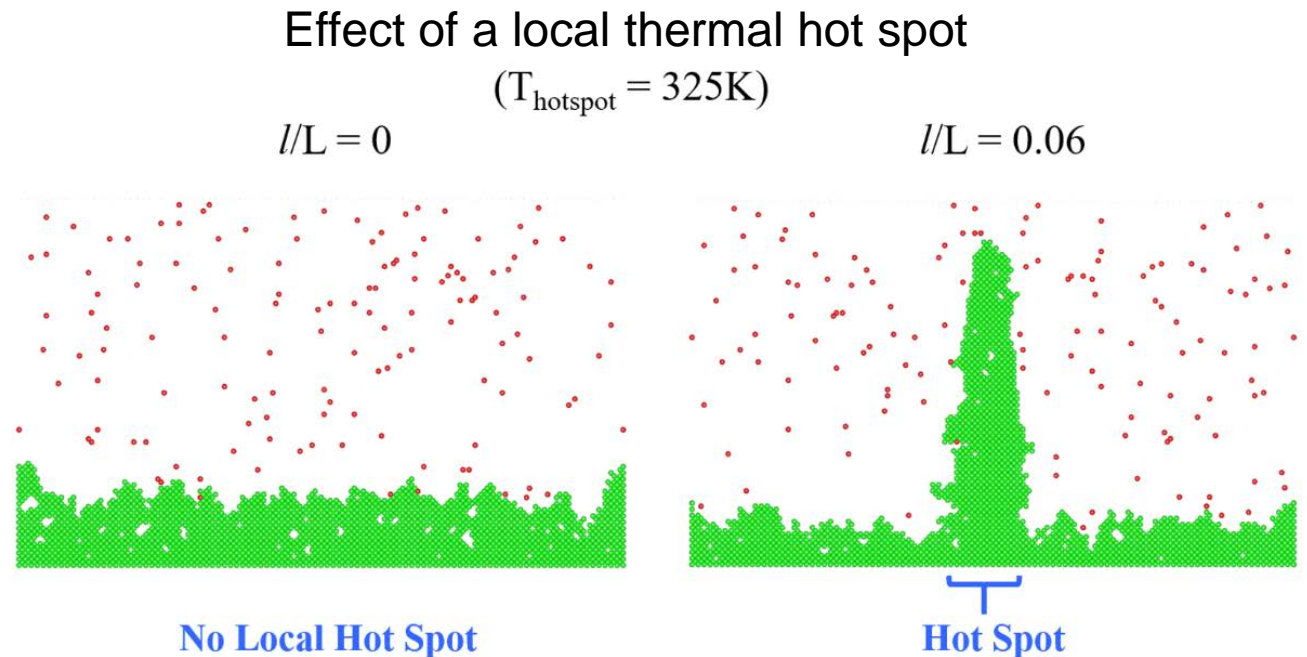 Effect of a local thermal hot spot
(T_hotspot = 325K)
l/L = 0
l/L = 0.06
No Local Hot Spot
Hot Spot